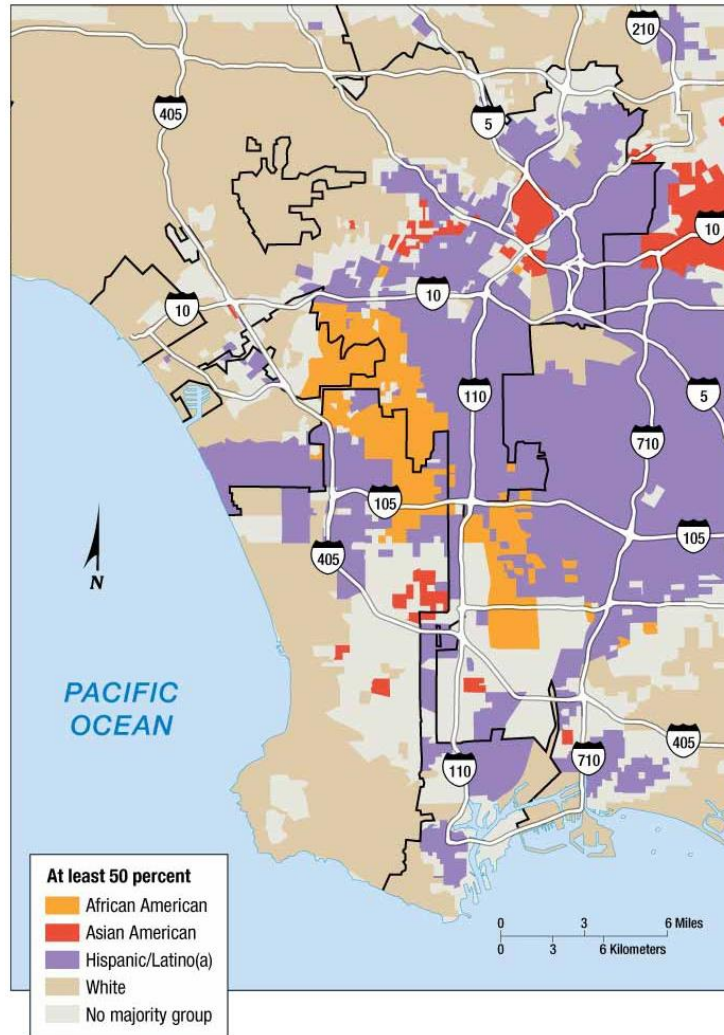 210
405
5
10
10
10
110
5
710
105
105
405
N
PACIFIC
OCEAN
405
110
710
At least 50 percent
African American
Asian American
Hispanic/Latino(a)
White
No majority group
0 3 6 Miles
0 3 6 Kilometers